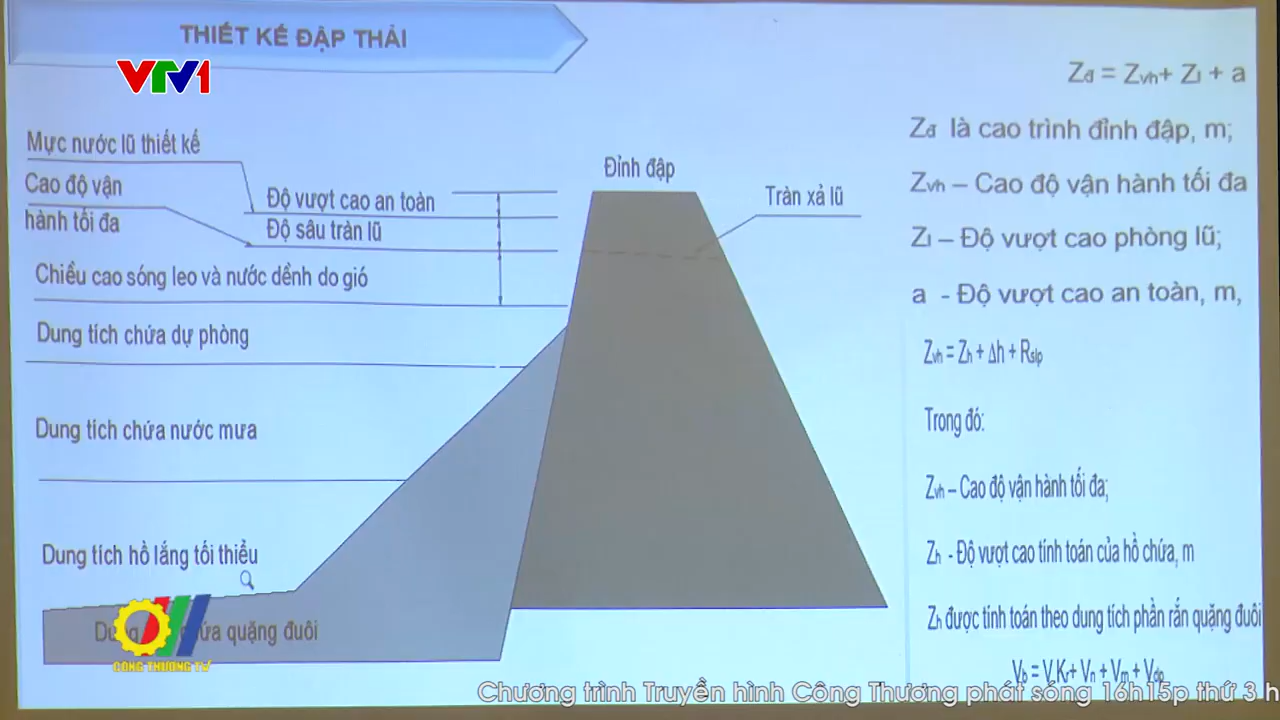 THIẾT KẾ ĐẬP THẢI
VTV1
Mực nước lũ thiết kế
Cao độ vận
hành tối đa
Độ vượt cao an toàn
Độ sâu tràn lũ
Chiều cao sóng leo và nước dềnh do gió
Dung tích chứa dự phòng
Dung tích chứa nước mưa
Dung tích hồ lắng tối thiểu
quặng đuôi
CÔNG THƯƠNG TV
Đỉnh đập
Tràn xả lũ
Zđ = Zvh + Zl + a
Zđ là cao trình đỉnh đập, m;
Zvh – Cao độ vận hành tối đa
Zl – Độ vượt cao phòng lũ;
a - Độ vượt cao an toàn, m,
Zvh = Zh + Δh + Rslp
Trong đó:
Zvh – Cao độ vận hành tối đa;
Zh - Độ vượt cao tính toán của hồ chứa, m
Zh được tính toán theo dung tích phần rắn quặng đuôi
Chương trình Truyền hình Công Thương phát sóng 16h15p thứ 3 h